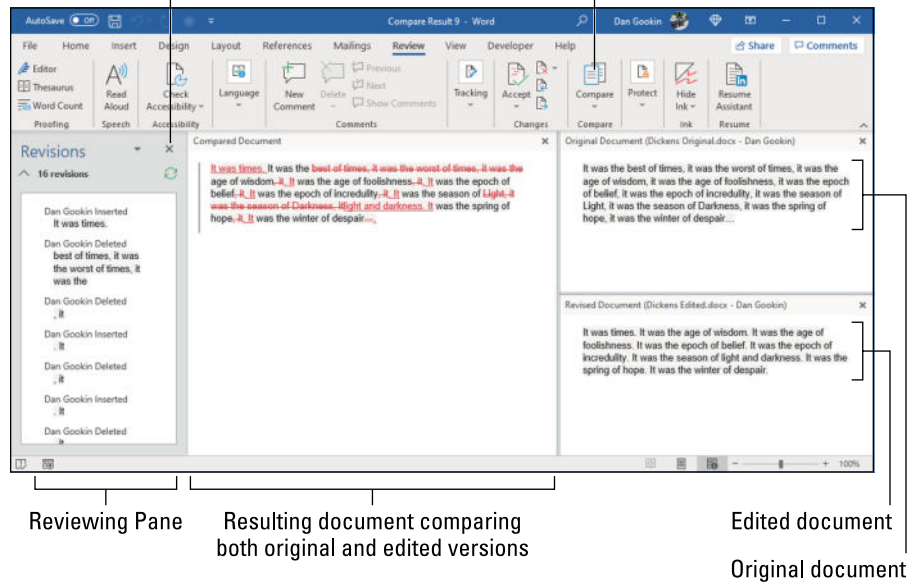 AutoSave Off Compare Result 9 - Word Dan Gookin
File Home Insert Design Layout References Mailings Review View Developer Help Share Comments
Editor
Thesaurus
Word Count
Proofing
Read
Aloud
Speech
Check
Accessibility
Accessibility
Language
New
Comment
Delete
Previous
Next
Show Comments
Comments
Tracking
Accept
Changes
Compare
Compare
Protect
Hide
Ink
Ink
Resume
Assistant
Resume
Revisions
16 revisions
Dan Gookin Inserted
It was times.
Dan Gookin Deleted
best of times, it was
the worst of times, it
was the
Dan Gookin Deleted
, it
Dan Gookin Inserted
. It
Dan Gookin Deleted
, it
Dan Gookin Inserted
. It
Dan Gookin Deleted
Compared Document
It was times. It was the best of times, it was the worst of times, it was the
age of wisdom, it. It was the age of foolishness, it. It was the epoch of
belief, it. It was the epoch of incredulity, it. It was the season of Light, it
was the season of Darkness, itlight and darkness. It was the spring of
hope, it. It was the winter of despair….
Original Document (Dickens Original.docx - Dan Gookin)
It was the best of times, it was the worst of times, it was the
age of wisdom, it was the age of foolishness, it was the epoch
of belief, it was the epoch of incredulity, it was the season of
Light, it was the season of Darkness, it was the spring of
hope, it was the winter of despair…
Revised Document (Dickens Edited.docx - Dan Gookin)
It was times. It was the age of wisdom. It was the age of
foolishness. It was the epoch of belief. It was the epoch of
incredulity. It was the season of light and darkness. It was the
spring of hope. It was the winter of despair.
100%
Reviewing Pane
Resulting document comparing
both original and edited versions
Edited document
Original document